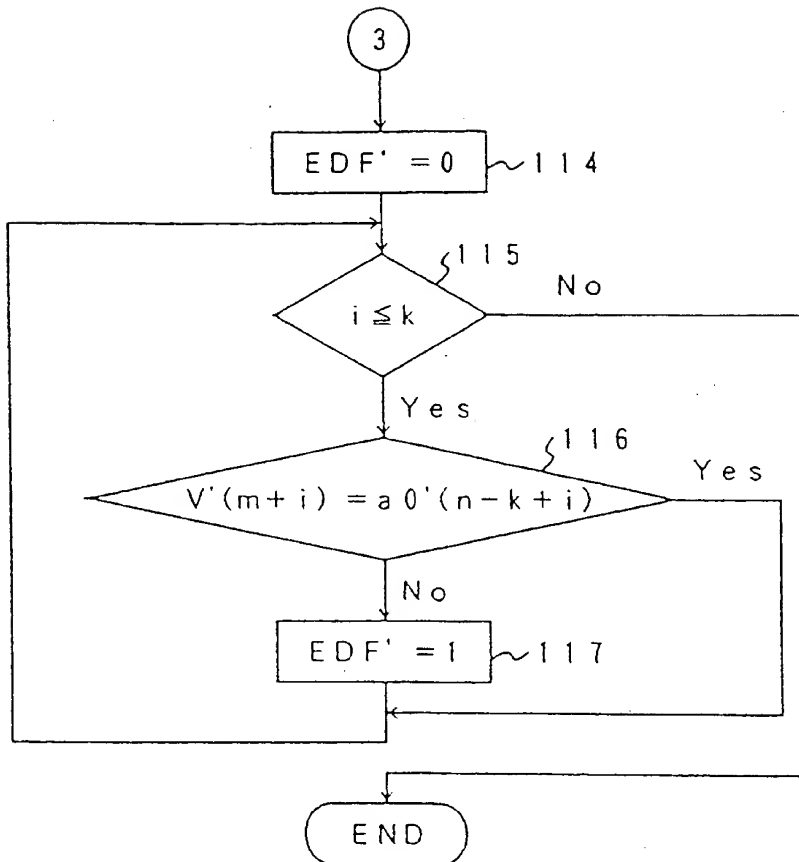 3
EDF' = 0
114
115
i ≦ k
No
Yes
116
V'(m+i) = a0'(n-k+i)
Yes
No
EDF' = 1
117
END